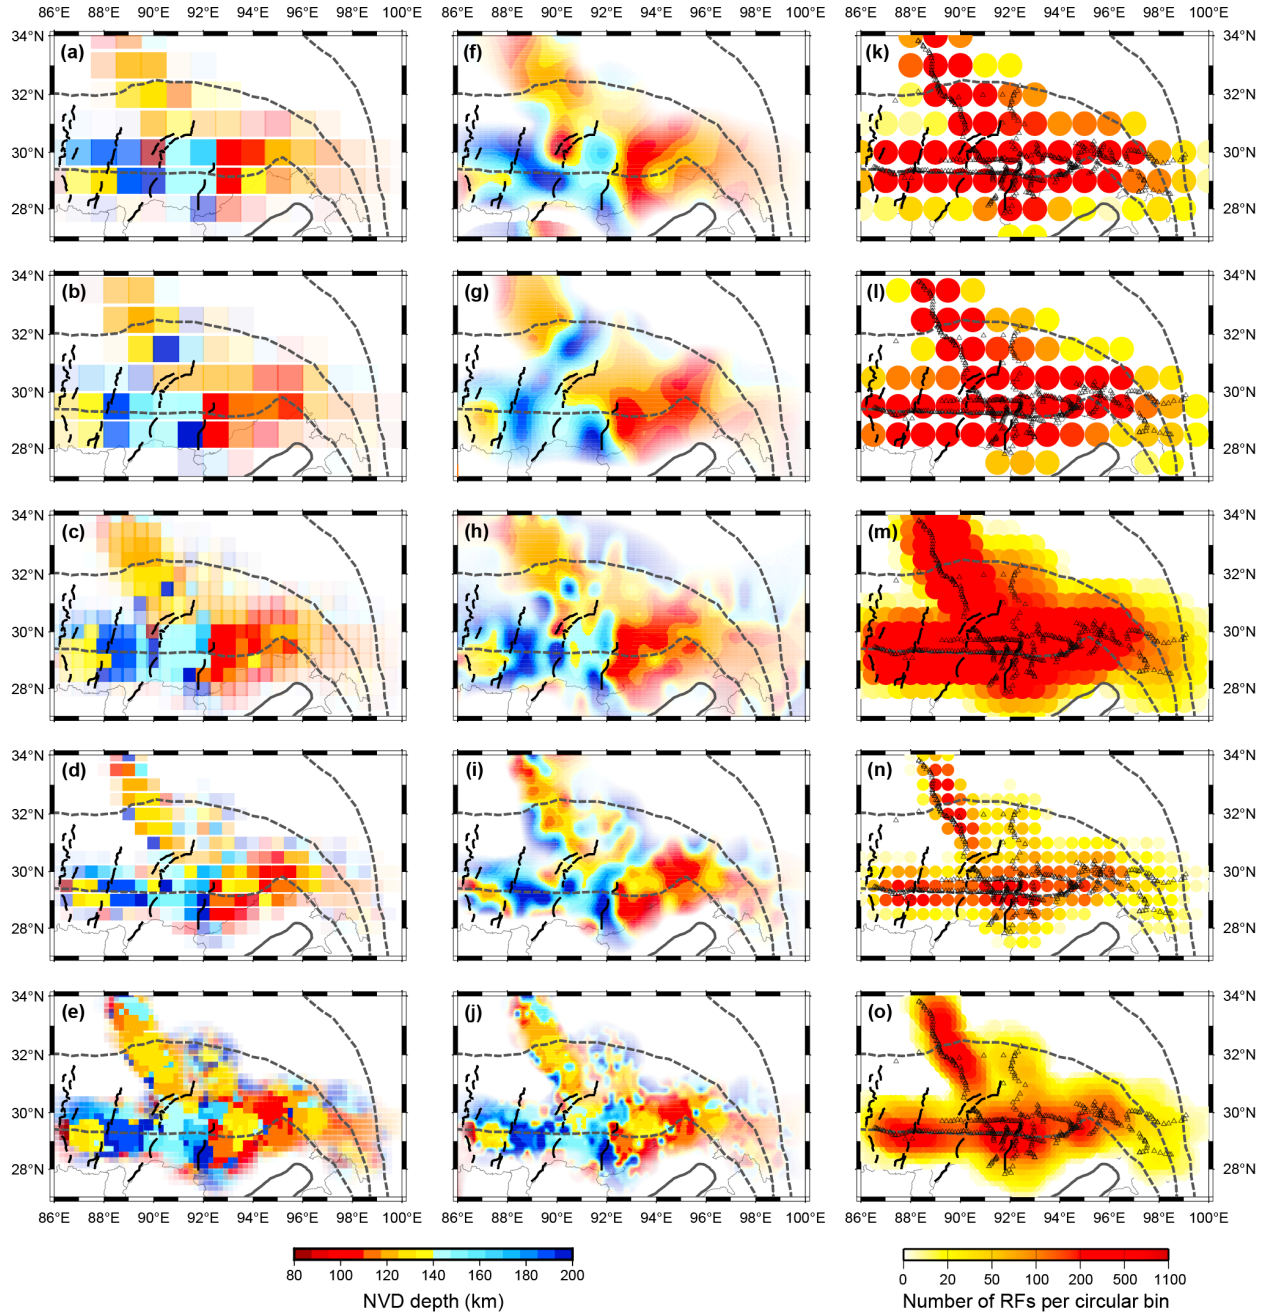 86°E 88°E 90°E 92°E 94°E 96°E 98°E 100°E 86°E 88°E 90°E 92°E 94°E 96°E 98°E 100°E 86°E 88°E 90°E 92°E 94°E 96°E 98°E 100°E
34°N (a) (f) (k) 34°N
32°N 32°N
30°N 30°N
28°N 28°N
34°N (b) (g) (l) 34°N
32°N 32°N
30°N 30°N
28°N 28°N
34°N (c) (h) (m) 34°N
32°N 32°N
30°N 30°N
28°N 28°N
34°N (d) (i) (n) 34°N
32°N 32°N
30°N 30°N
28°N 28°N
34°N (e) (j) (o) 34°N
32°N 32°N
30°N 30°N
28°N 28°N
86°E 88°E 90°E 92°E 94°E 96°E 98°E 100°E 86°E 88°E 90°E 92°E 94°E 96°E 98°E 100°E 86°E 88°E 90°E 92°E 94°E 96°E 98°E 100°E
80 100 120 140 160 180 200 0 20 50 100 200 500 1100
NVD depth (km) Number of RFs per circular bin